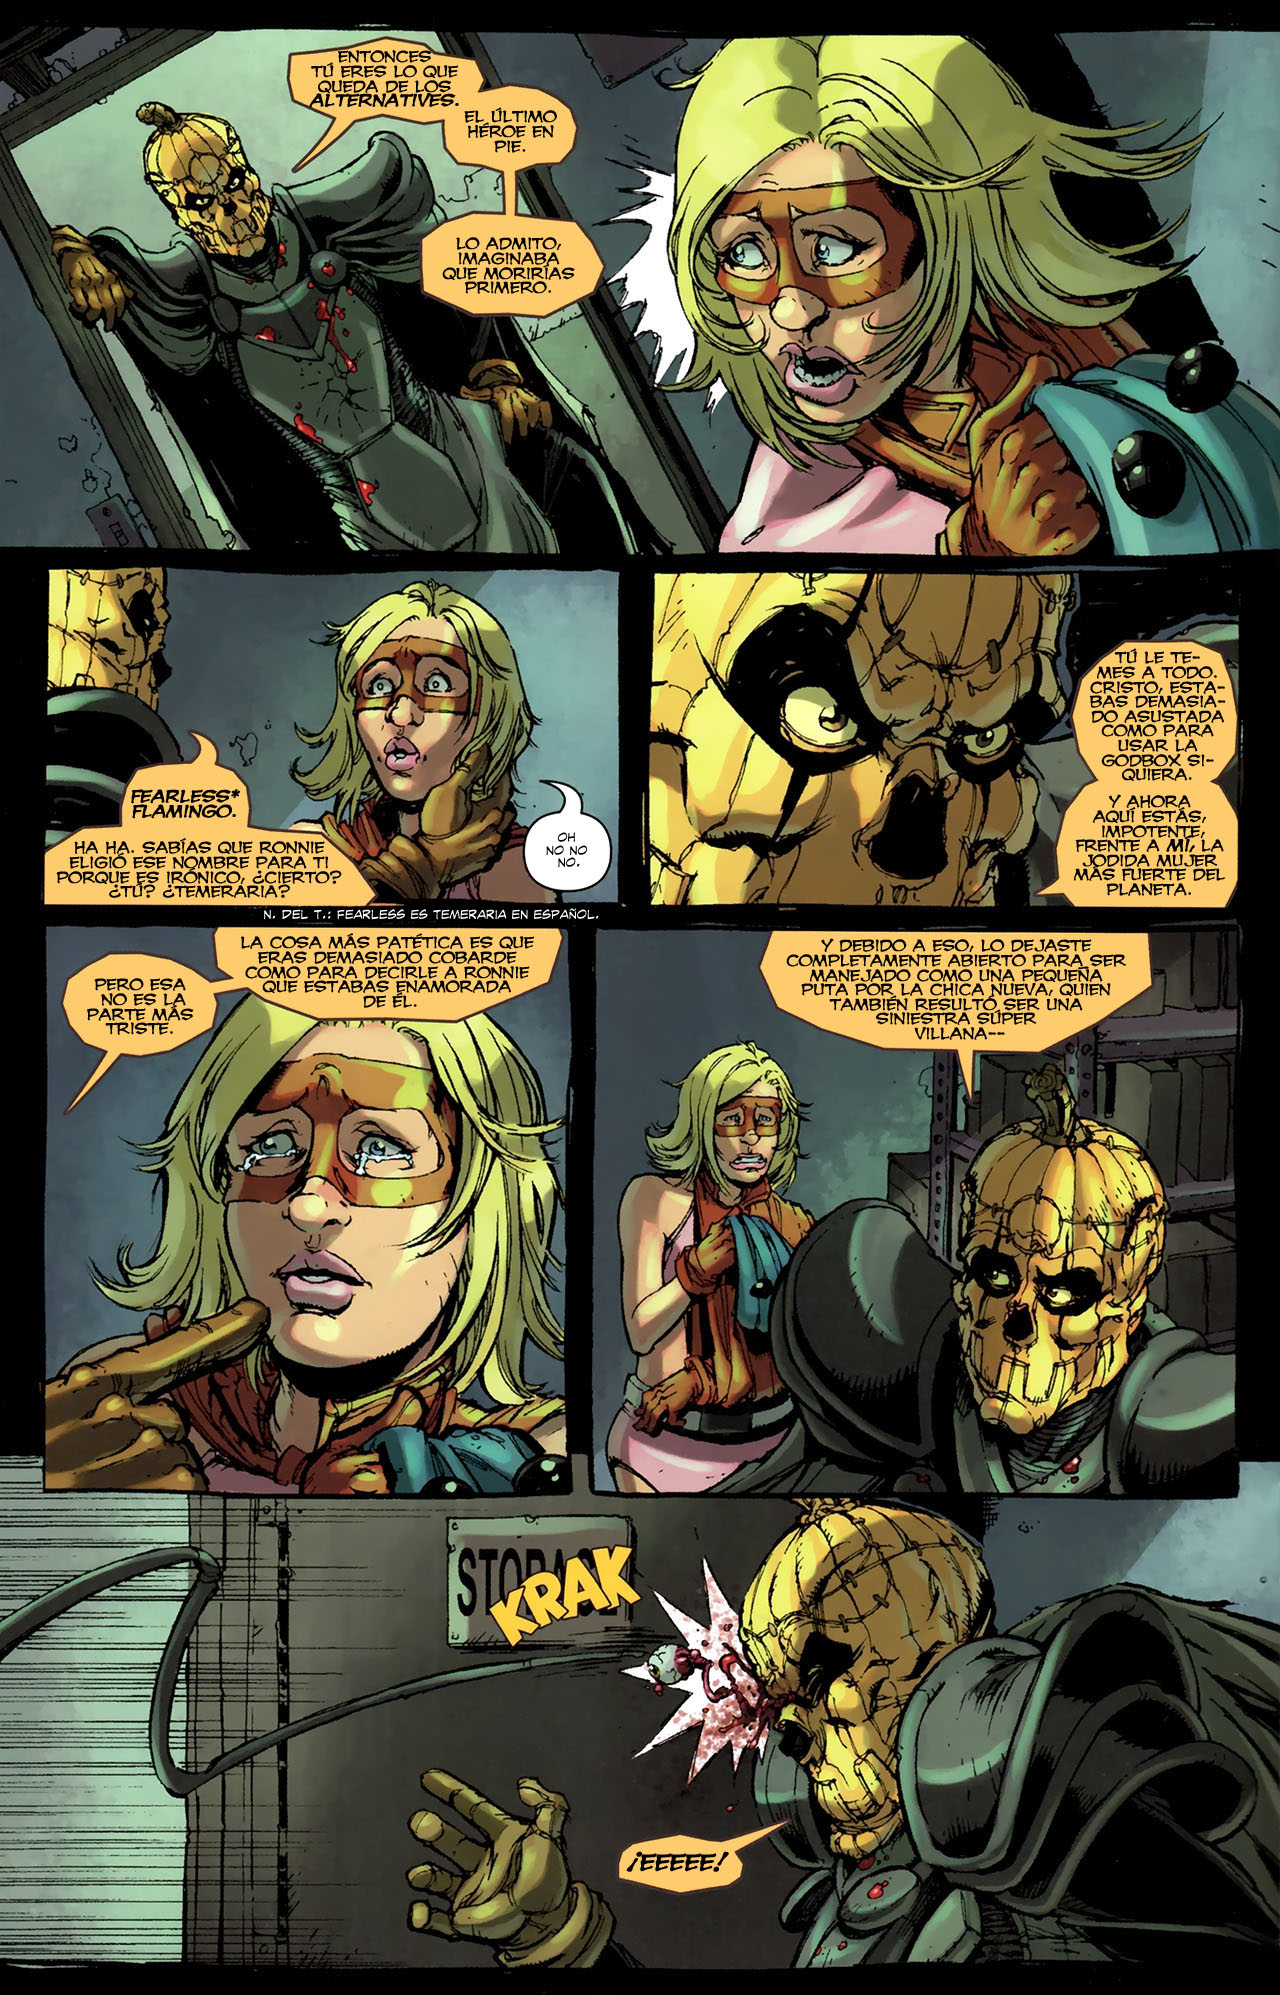 ENTONCES
TÚ ERES LO QUE
QUEDA DE LOS
ALTERNATIVES.
EL ÚLTIMO
HÉROE EN
PIE.
LO ADMITO,
IMAGINABA
QUE MORIRÍAS
PRIMERO.
FEARLESS*
FLAMINGO.
HA HA. SABÍAS QUE RONNIE
ELIGIÓ ESE NOMBRE PARA TI
PORQUE ES IRÓNICO, ¿CIERTO?
¿TÚ? ¿TEMERARIA?
OH
NO NO
NO.
N. DEL T.: FEARLESS ES TEMERARIA EN ESPAÑOL.
TÚ LE TE-
MES A TODO.
CRISTO, ESTA-
BAS DEMASIA-
DO ASUSTADA
COMO PARA
USAR LA
GODBOX SI-
QUIERA.
Y AHORA
AQUÍ ESTÁS,
IMPOTENTE,
FRENTE A MÍ, LA
JODIDA MUJER
MÁS FUERTE DEL
PLANETA.
PERO ESA
NO ES LA
PARTE MÁS
TRISTE.
LA COSA MÁS PATÉTICA ES QUE
ERAS DEMASIADO COBARDE
COMO PARA DECIRLE A RONNIE
QUE ESTABAS ENAMORADA
DE ÉL.
Y DEBIDO A ESO, LO DEJASTE
COMPLETAMENTE ABIERTO PARA SER
MANEJADO COMO UNA PEQUEÑA
PUTA POR LA CHICA NUEVA, QUIEN
TAMBIÉN RESULTÓ SER UNA
SINIESTRA SÚPER
VILLANA--
KRAK
¡EEEEE!